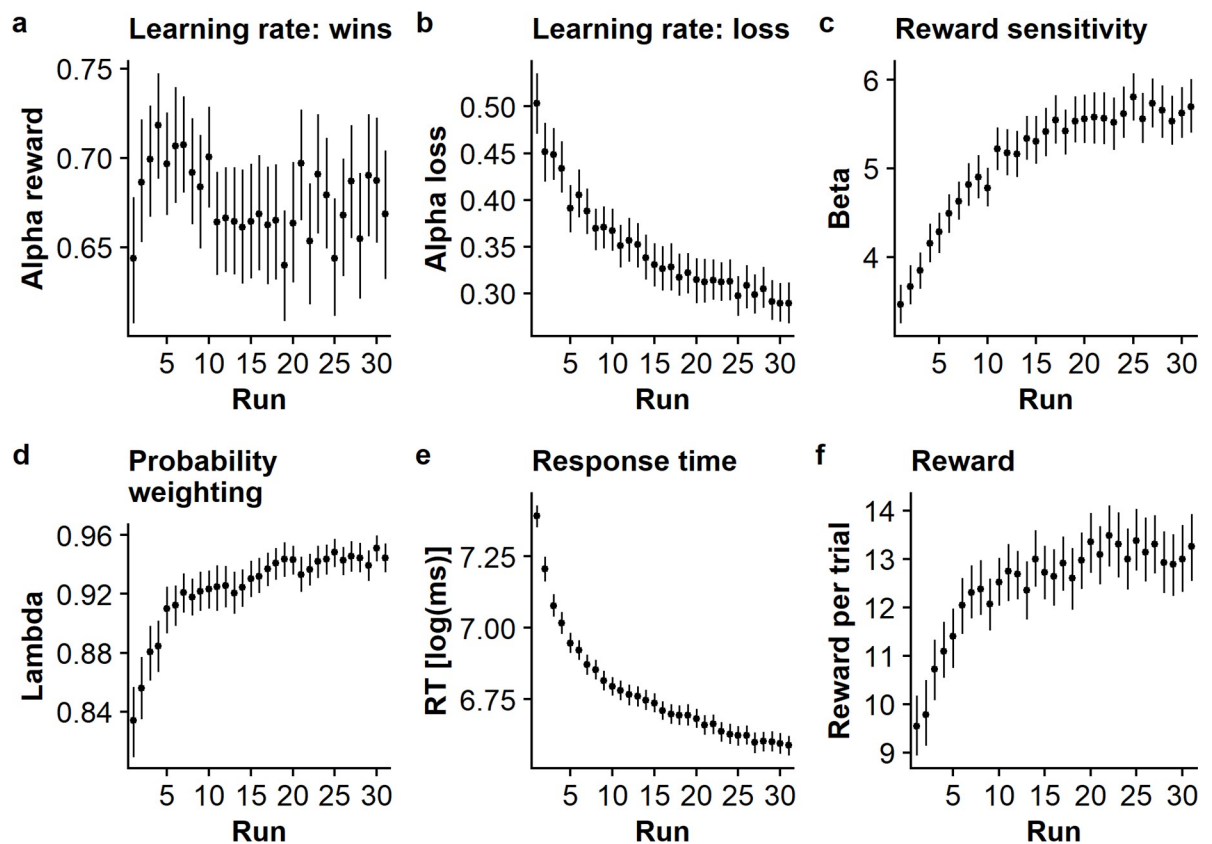 a Learning rate: wins
0.75
0.70
0.65
Alpha reward
5 10 15 20 25 30
Run
b Learning rate: loss
0.50
0.45
0.40
0.35
0.30
Alpha loss
5 10 15 20 25 30
Run
c Reward sensitivity
6
5
4
Beta
5 10 15 20 25 30
Run
d Probability
weighting
0.96
0.92
0.88
0.84
Lambda
5 10 15 20 25 30
Run
e Response time
7.25
7.00
6.75
RT [log(ms)]
5 10 15 20 25 30
Run
f Reward
14
13
12
11
10
9
Reward per trial
5 10 15 20 25 30
Run